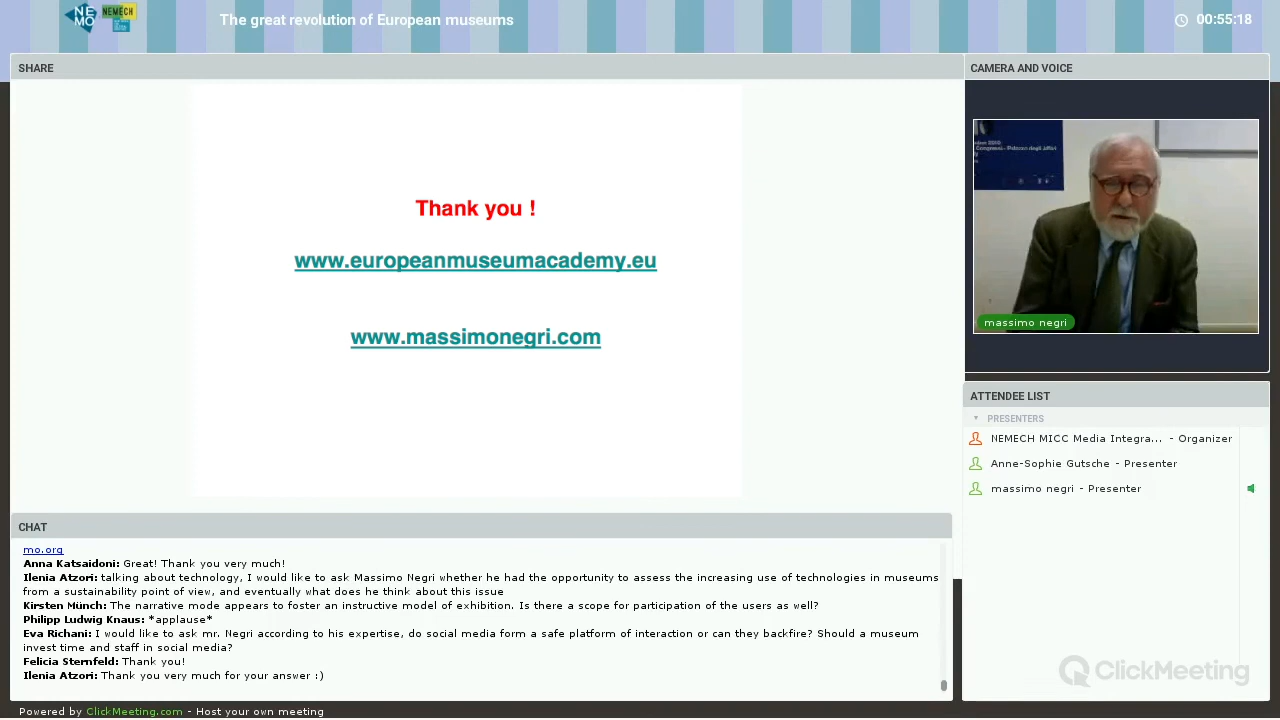 NE
MO
NEMECH
The great revolution of European museums
00:55:18
SHARE
CAMERA AND VOICE
Thank you !
www.europeanmuseumacademy.eu
www.massimonegri.com
massimo negri
ATTENDEE LIST
PRESENTERS
NEMECH MICC Media Integra... - Organizer
Anne-Sophie Gutsche - Presenter
massimo negri - Presenter
CHAT
mo.org
Anna Katsaidoni: Great! Thank you very much!
Ilenia Atzori: talking about technology, I would like to ask Massimo Negri whether he had the opportunity to assess the increasing use of technologies in museums
from a sustainability point of view, and eventually what does he think about this issue
Kirsten Münch: The narrative mode appears to foster an instructive model of exhibition. Is there a scope for participation of the users as well?
Philipp Ludwig Knaus: *applause*
Eva Richani: I would like to ask mr. Negri according to his expertise, do social media form a safe platform of interaction or can they backfire? Should a museum
invest time and staff in social media?
Felicia Sternfeld: Thank you!
Ilenia Atzori: Thank you very much for your answer :)
ClickMeeting
Powered by ClickMeeting.com - Host your own meeting